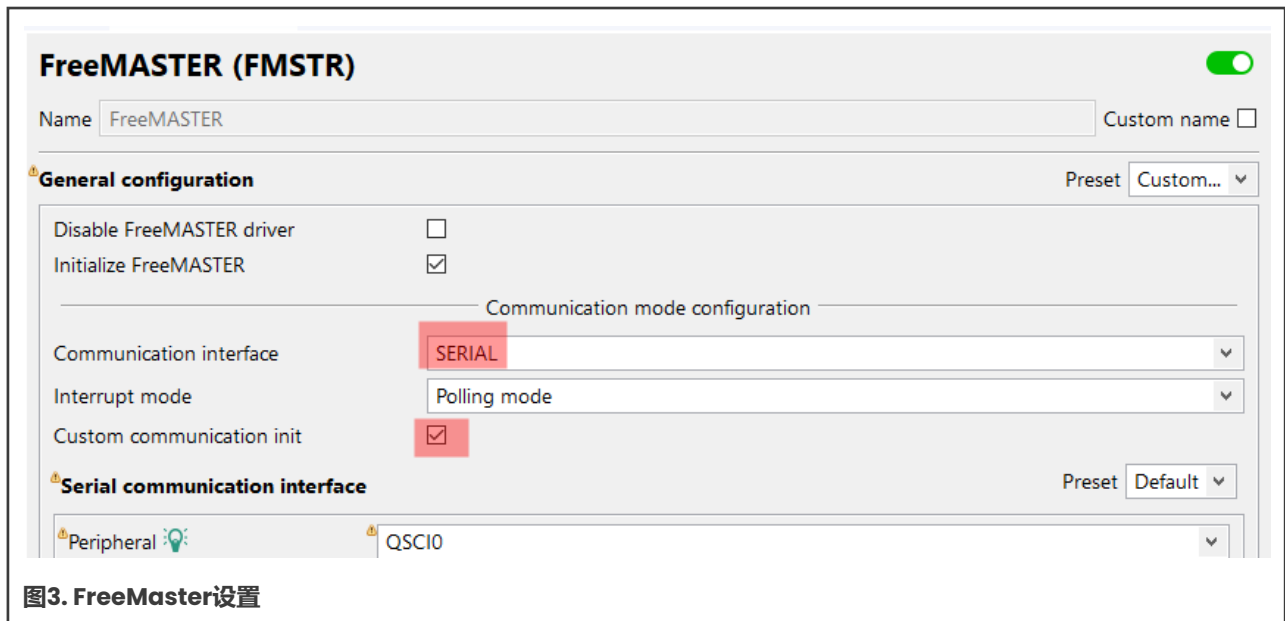 FreeMASTER (FMSTR)
Name FreeMASTER Custom name
General configuration Preset Custom...
Disable FreeMASTER driver
Initialize FreeMASTER
Communication mode configuration
Communication interface SERIAL
Interrupt mode Polling mode
Custom communication init
Serial communication interface Preset Default
Peripheral QSCI0
图3. FreeMaster设置